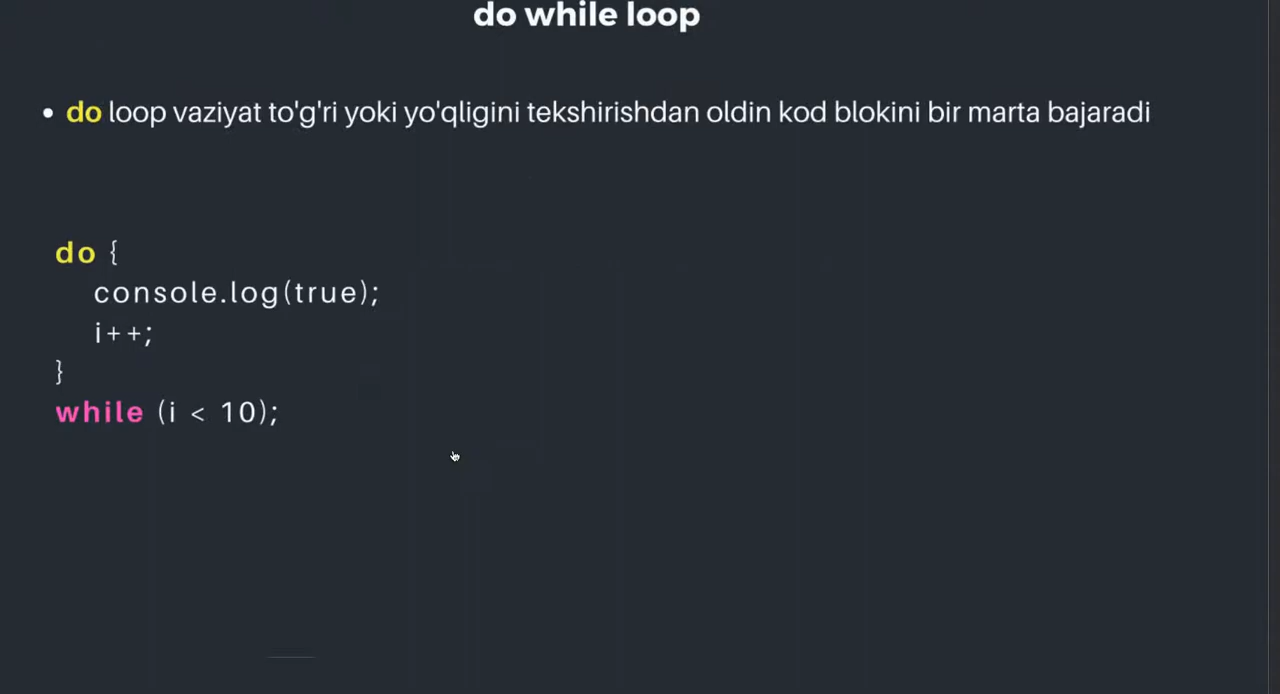 do while loop
• do loop vaziyat to'g'ri yoki yo'qligini tekshirishdan oldin kod blokini bir marta bajaradi
do {
console.log(true);
i++;
}
while (i < 10);